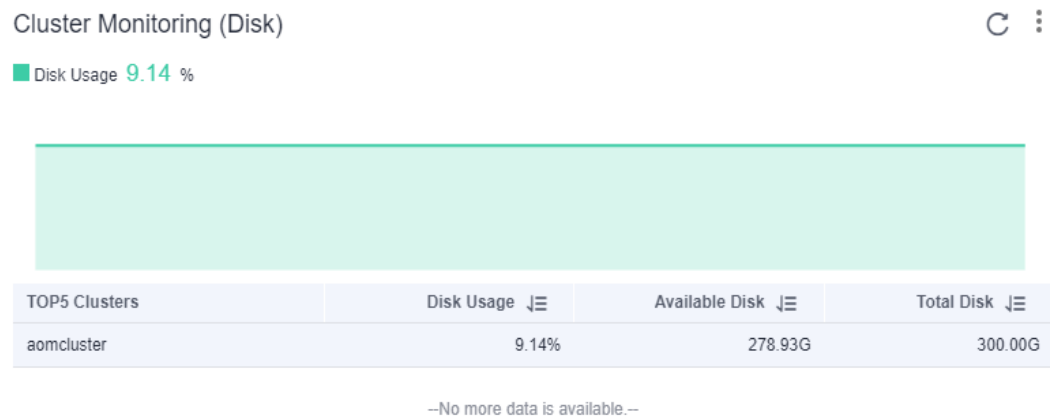 Cluster Monitoring (Disk)
Disk Usage 9.14 %
TOP5 Clusters Disk Usage Available Disk Total Disk
aomcluster 9.14% 278.93G 300.00G
--No more data is available.--